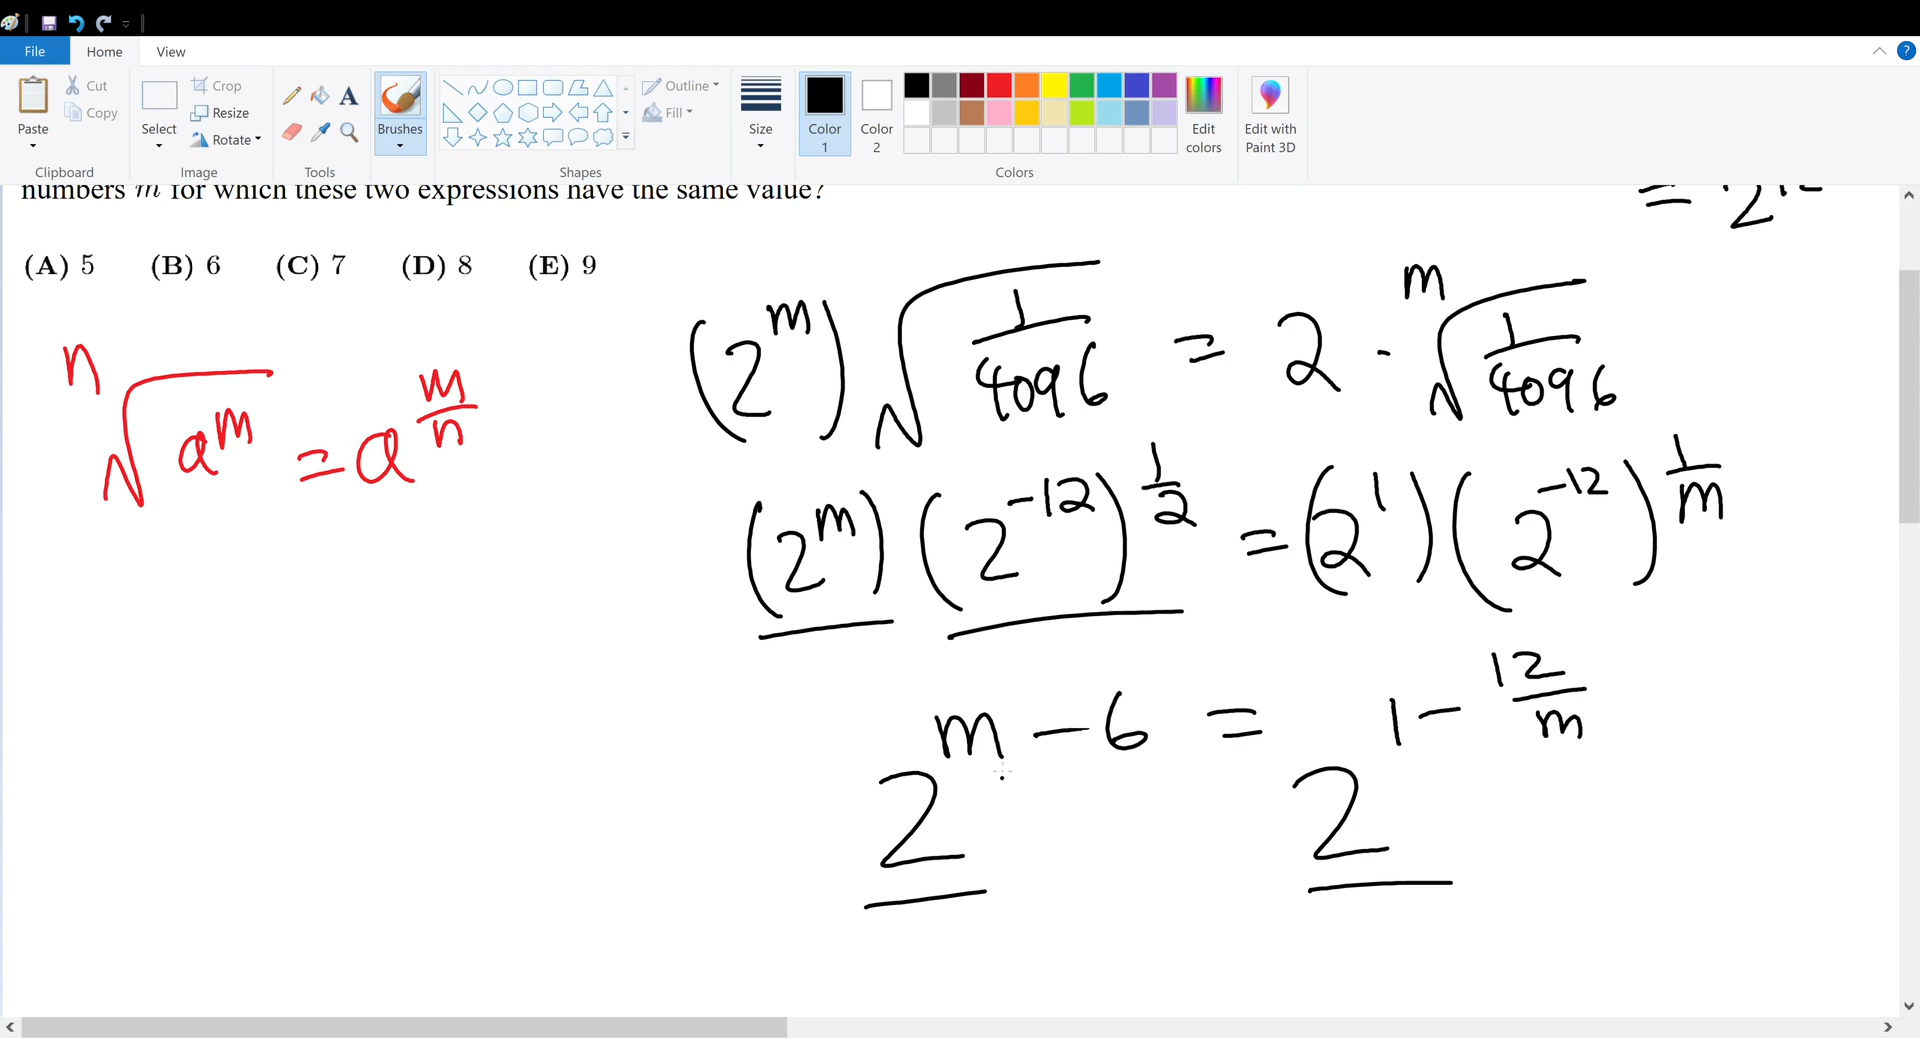 File Home View
Paste Cut Copy Clipboard
Select Crop Resize Rotate Image
A Tools
Brushes
Shapes
Outline Fill
Size
Color 1 Color 2
Edit colors Edit with Paint 3D
Colors
?
numbers m for which these two expressions have the same value?
(A) 5 (B) 6 (C) 7 (D) 8 (E) 9
(2^m) √(1/4096) = 2 · ᵐ√(1/4096)
ⁿ√(a^m) = a^(m/n)
(2^m) (2^-12)^(1/2) = (2^1) (2^-12)^(1/m)
2^(m-6) = 2^(1-12/m)